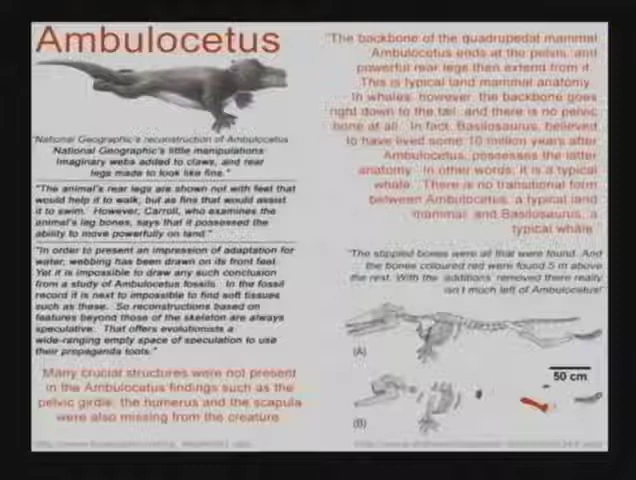 Ambulocetus
"National Geographic's reconstruction of Ambulocetus
National Geographic's little manipulations:
Imaginary webs added to claws, and rear
legs made to look like fins."
"The animal's rear legs are shown not with feet that
would help it to walk, but as fins that would assist
it to swim. However, Carroll, who examines the
animal's leg bones, says that it possessed the
ability to move powerfully on land."
"In order to present an impression of adaptation for
water, webbing has been drawn on its front feet.
Yet it is impossible to draw any such conclusion
from a study of Ambulocetus fossils. In the fossil
record it is next to impossible to find soft tissues
such as these. So reconstructions based on
features beyond those of the skeleton are always
speculative. That offers evolutionists a
wide-ranging empty space of speculation to use
their propaganda tools."
Many crucial structures were not present
in the Ambulocetus findings such as the
pelvic girdle, the humerus and the scapula
were also missing from the creature
"The backbone of the quadrupedal mammal
Ambulocetus ends at the pelvis, and
powerful rear legs then extend from it.
This is typical land mammal anatomy.
In whales, however, the backbone goes
right down to the tail, and there is no pelvic
bone at all. In fact, Basilosaurus, believed
to have lived some 10 million years after
Ambulocetus, possesses the latter
anatomy. In other words, it is a typical
whale. There is no transitional form
between Ambulocetus, a typical land
mammal, and Basilosaurus, a
typical whale."
"The stippled bones were all that were found. And
the bones coloured red were found 5 m above
the rest. With the 'additions' removed there really
isn't much left of Ambulocetus!
(A)
50 cm
(B)